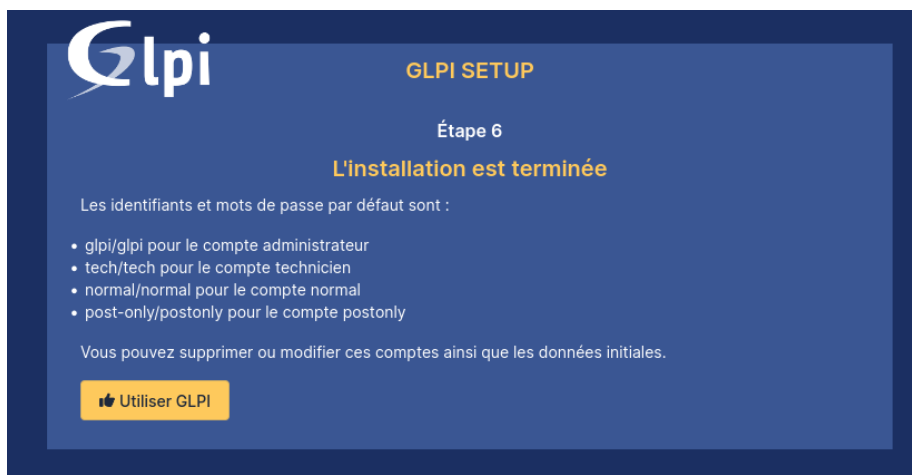 Glpi
GLPI SETUP
Étape 6
L'installation est terminée
Les identifiants et mots de passe par défaut sont :
• glpi/glpi pour le compte administrateur
• tech/tech pour le compte technicien
• normal/normal pour le compte normal
• post-only/postonly pour le compte postonly
Vous pouvez supprimer ou modifier ces comptes ainsi que les données initiales.
Utiliser GLPI